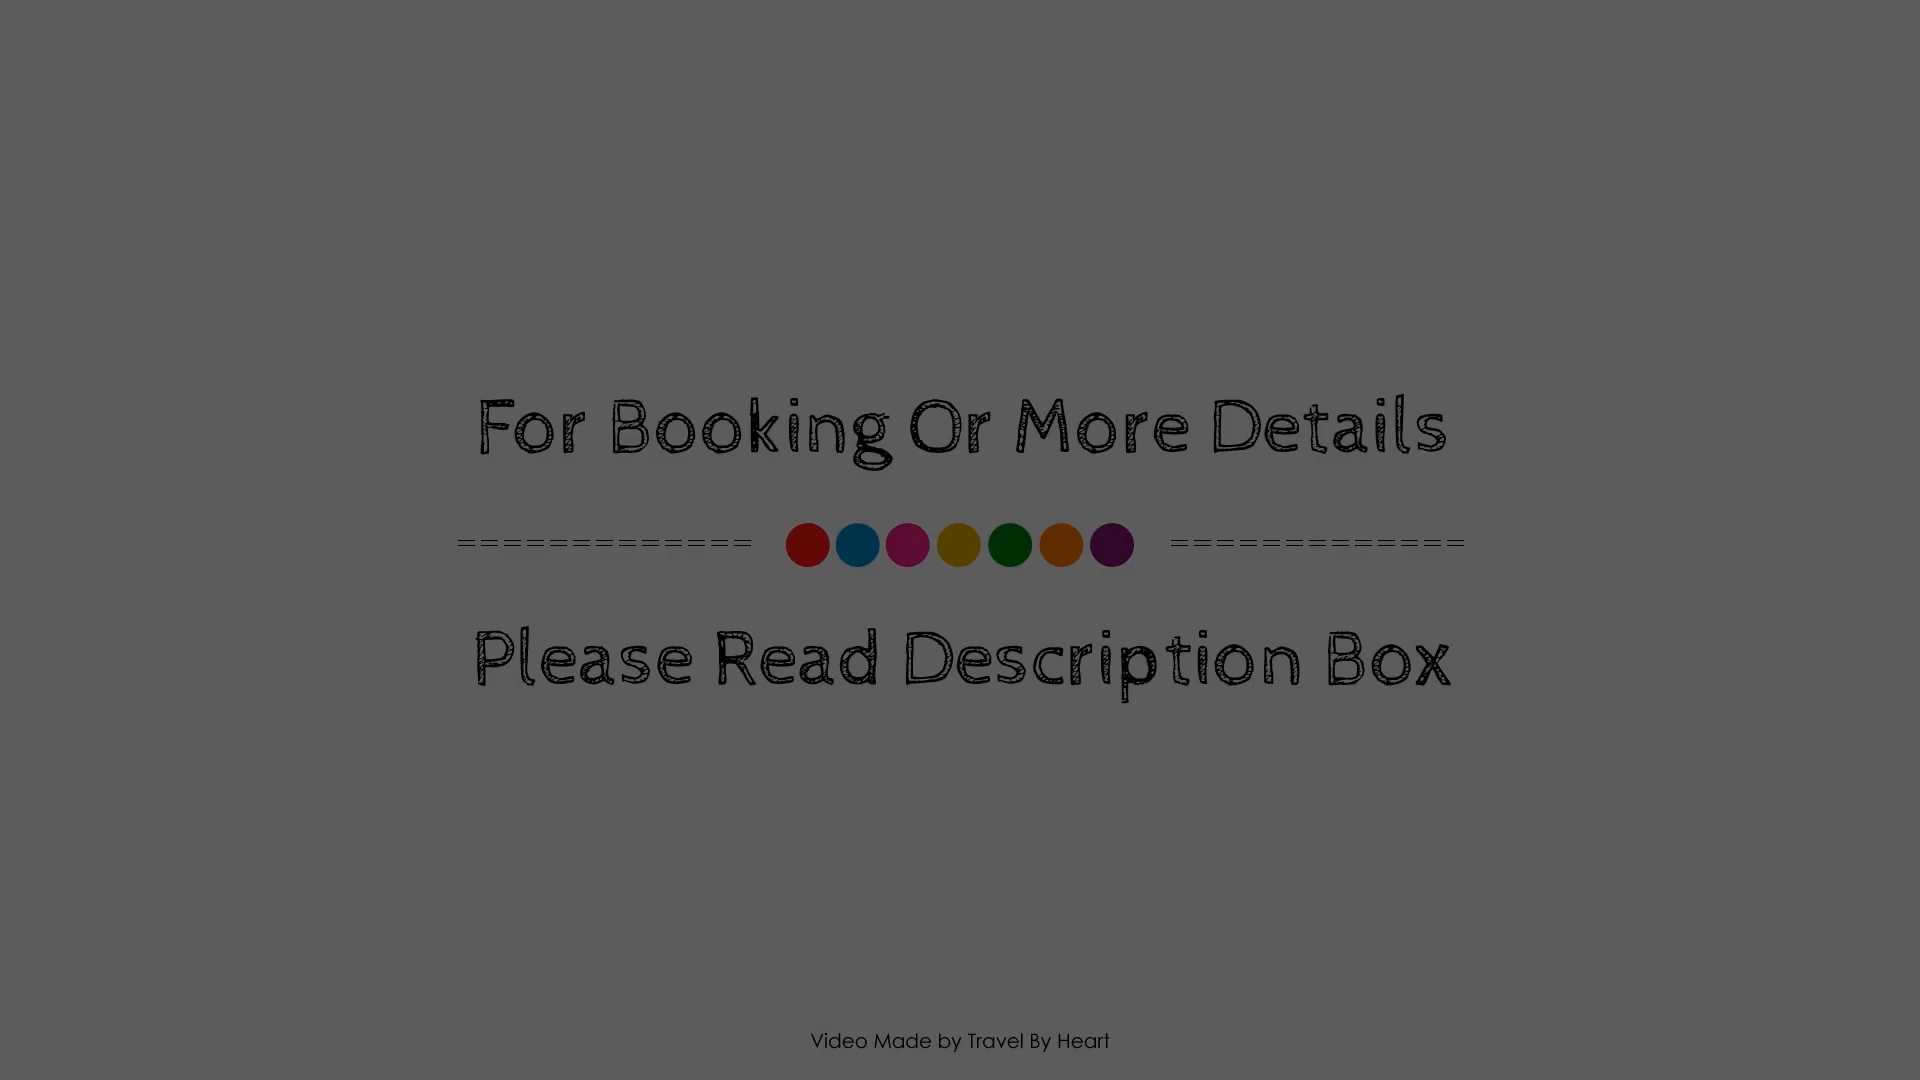 For Booking Or More Details
============= =============
Please Read Description Box
Video Made by Travel By Heart